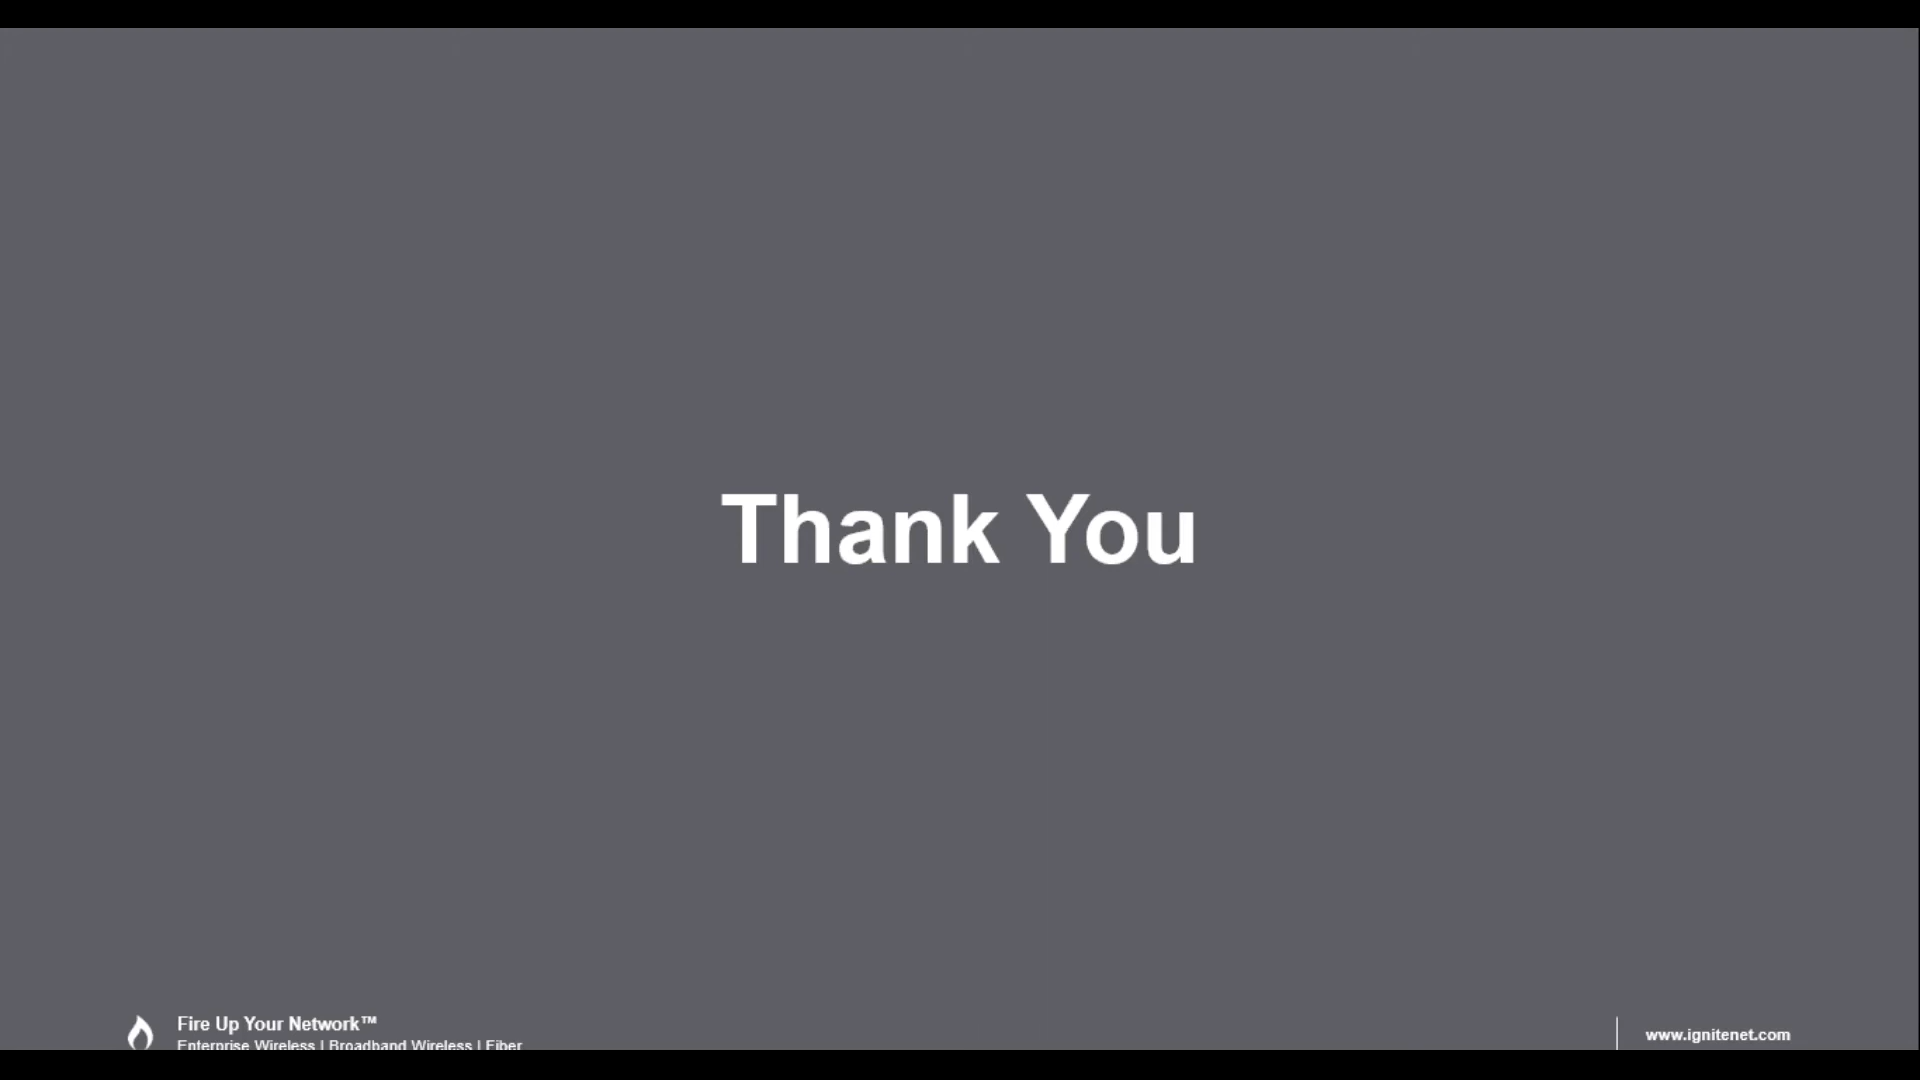 Thank You
Fire Up Your Network™
Enterprise Wireless | Broadband Wireless | Fiber
www.ignitenet.com